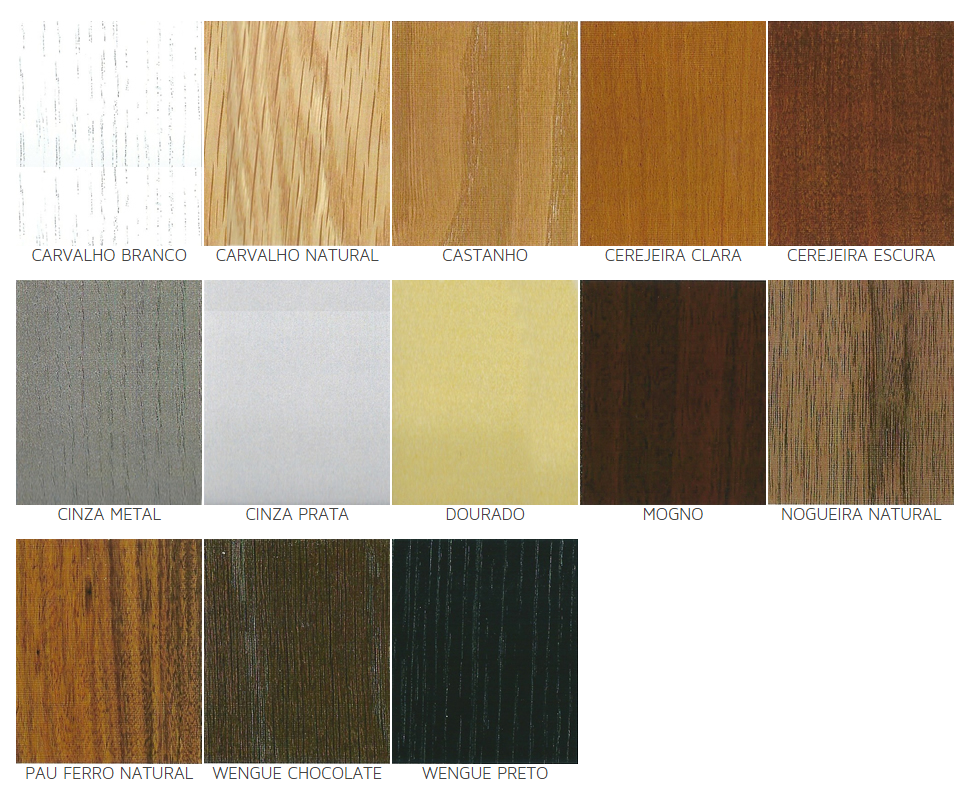 CARVALHO BRANCO
CARVALHO NATURAL
CASTANHO
CEREJEIRA CLARA
CEREJEIRA ESCURA
CINZA METAL
CINZA PRATA
DOURADO
MOGNO
NOGUEIRA NATURAL
PAU FERRO NATURAL
WENGUE CHOCOLATE
WENGUE PRETO